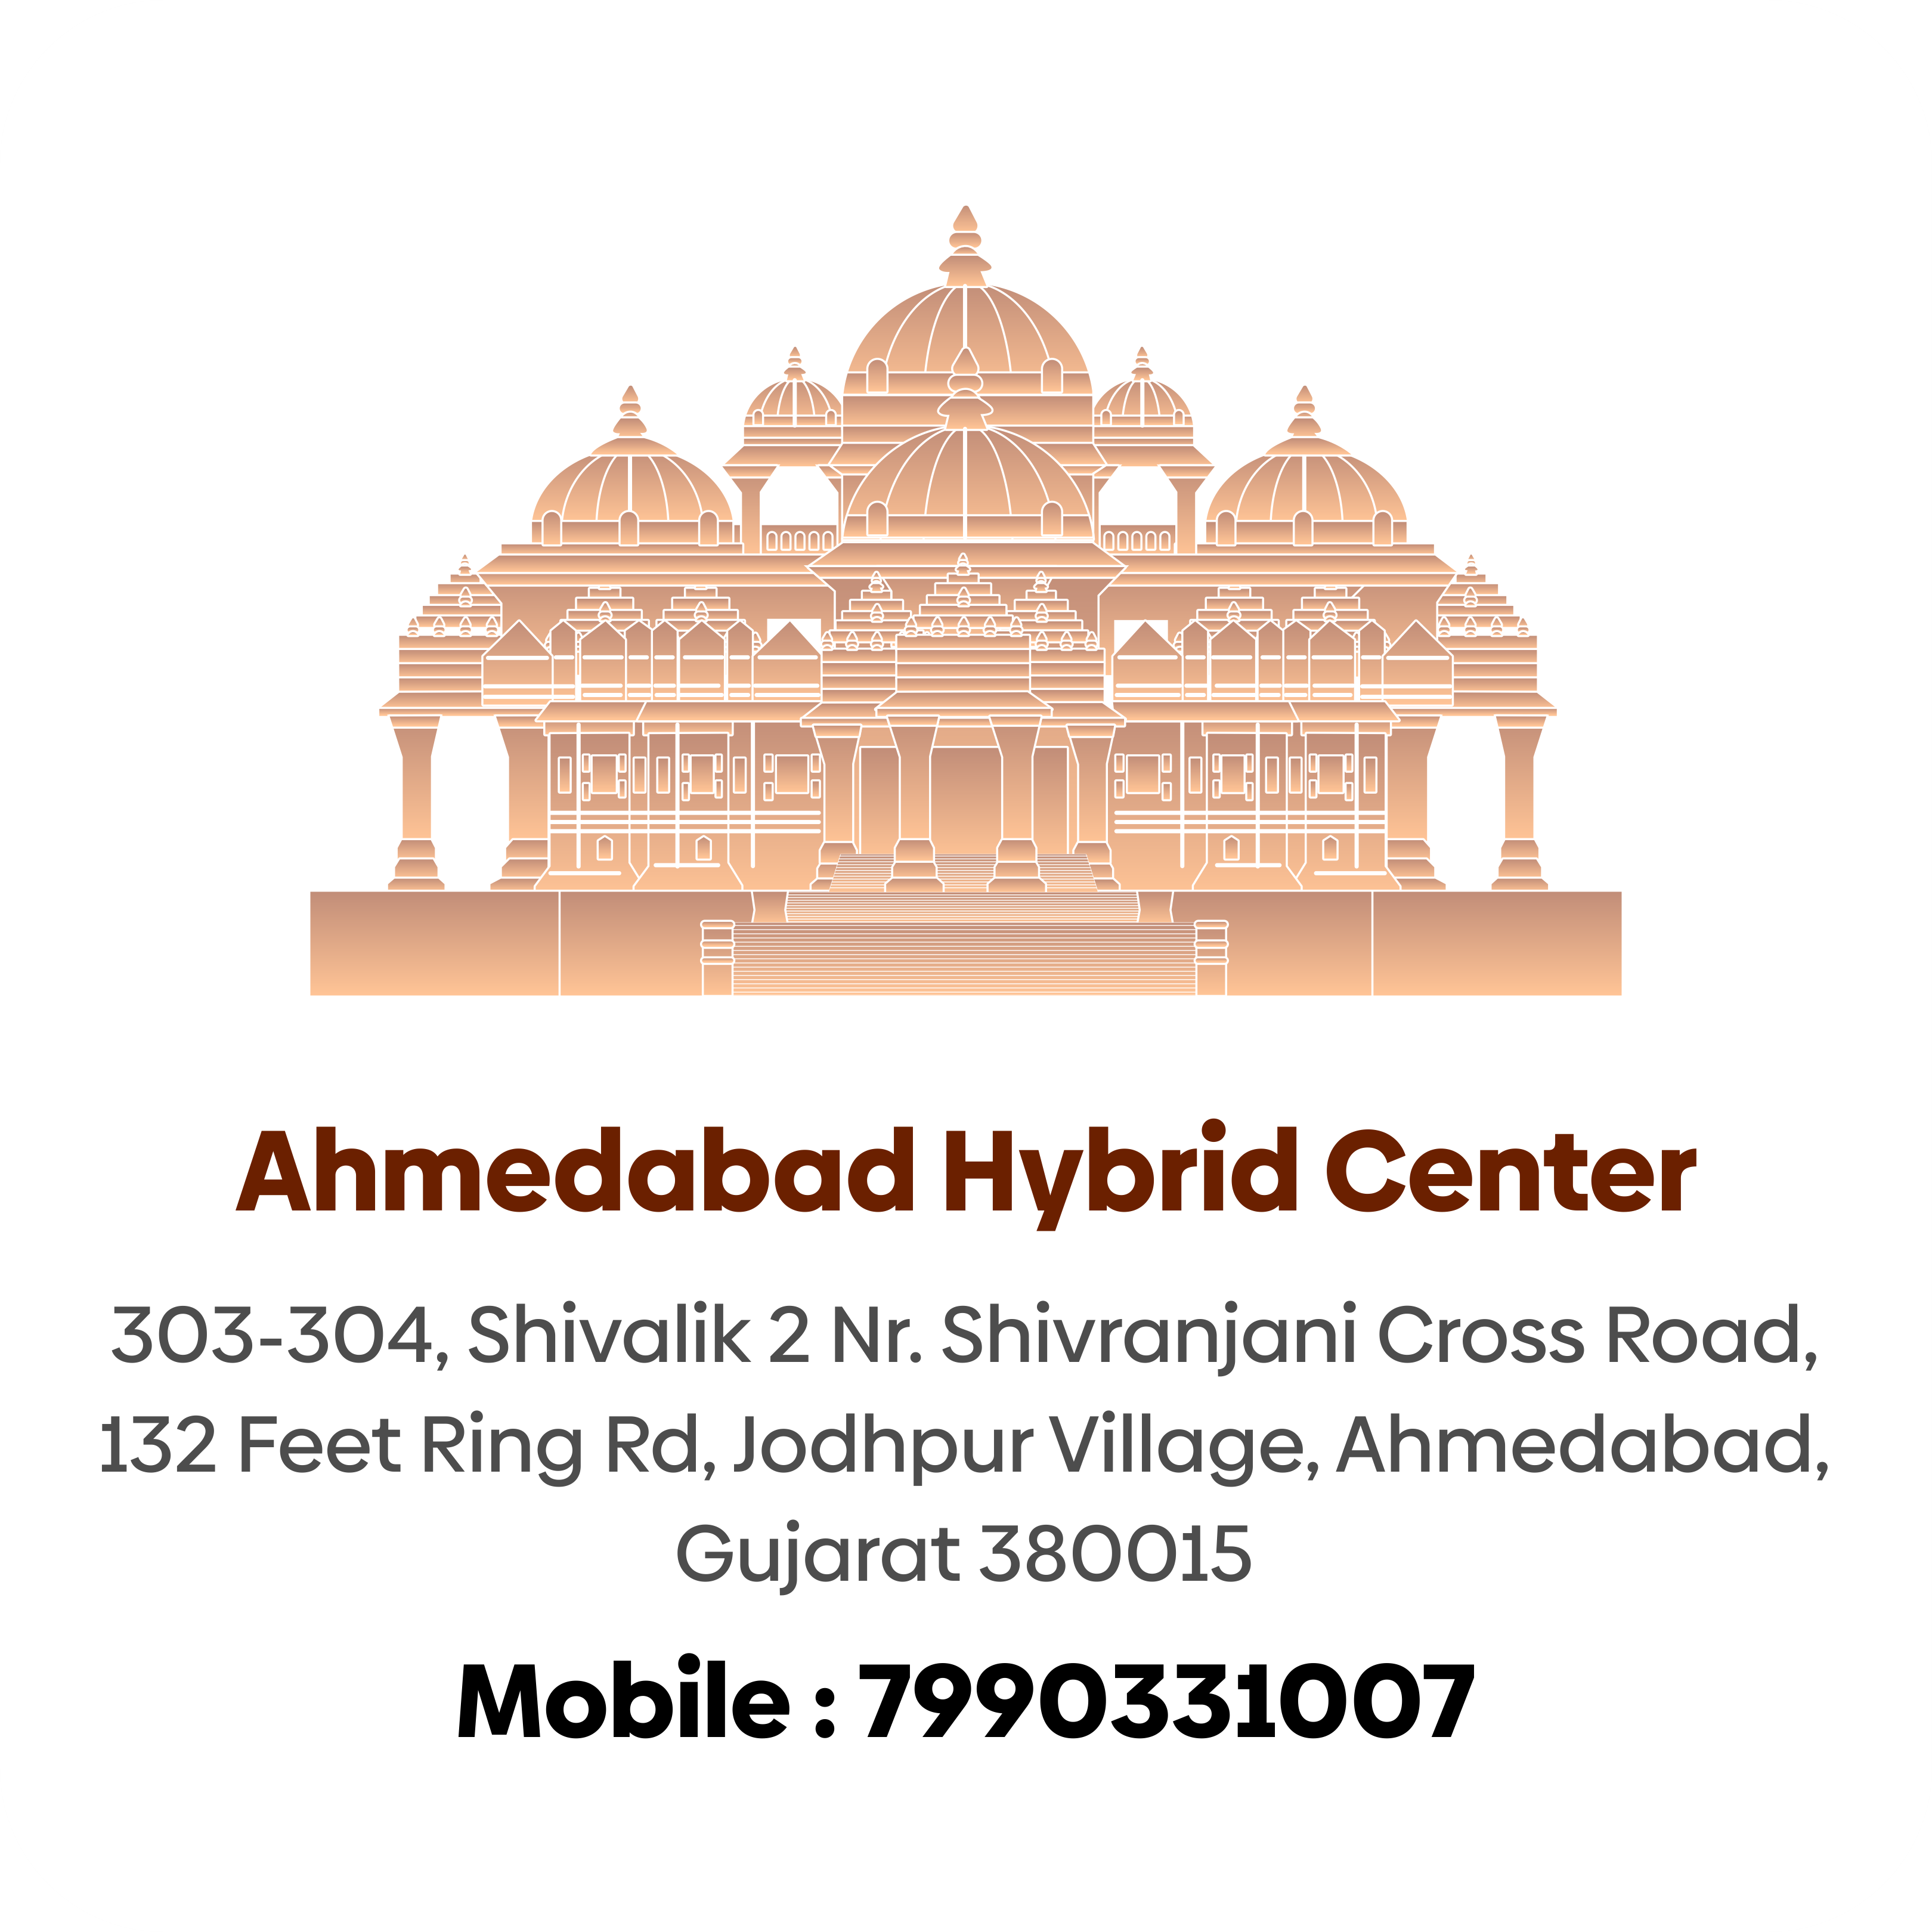 Ahmedabad Hybrid Center
303-304, Shivalik 2 Nr.Shivranjani Cross Road,
132 Feet Ring Rd,Jodhpur Village, Ahmedabad,
Gujarat 380015
Mobile : 7990331007